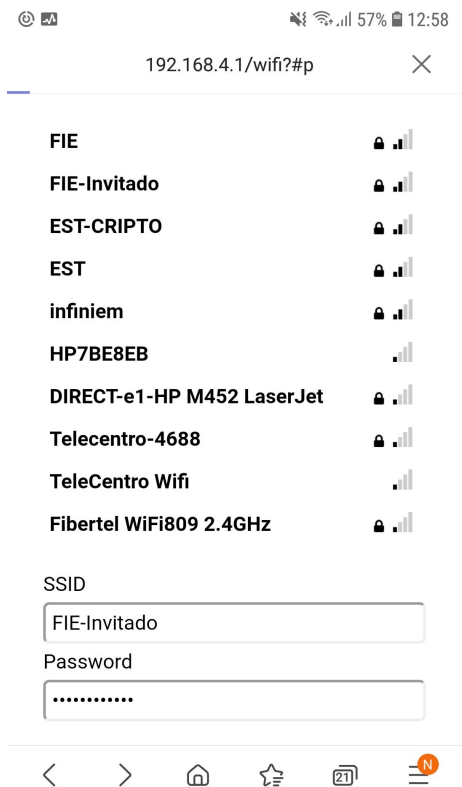 57% 12:58
192.168.4.1/wifi?#p
FIE
FIE-Invitado
EST-CRIPTO
EST
infiniem
HP7BE8EB
DIRECT-e1-HP M452 LaserJet
Telecentro-4688
TeleCentro Wifi
Fibertel WiFi809 2.4GHz
SSID
FIE-Invitado
Password
••••••••••••
21 N